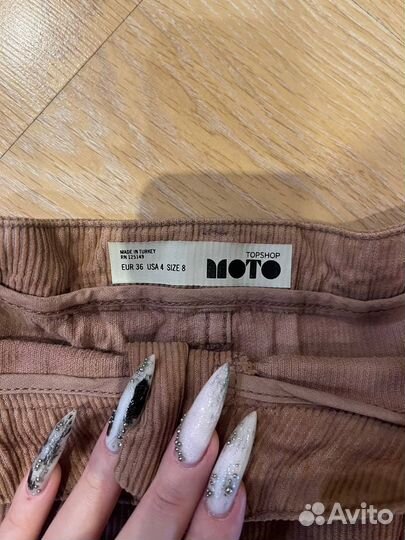 MADE IN TURKEY
RN 125149
EUR 36 USA 4 SIZE 8
TOPSHOP
MOTO
Avito